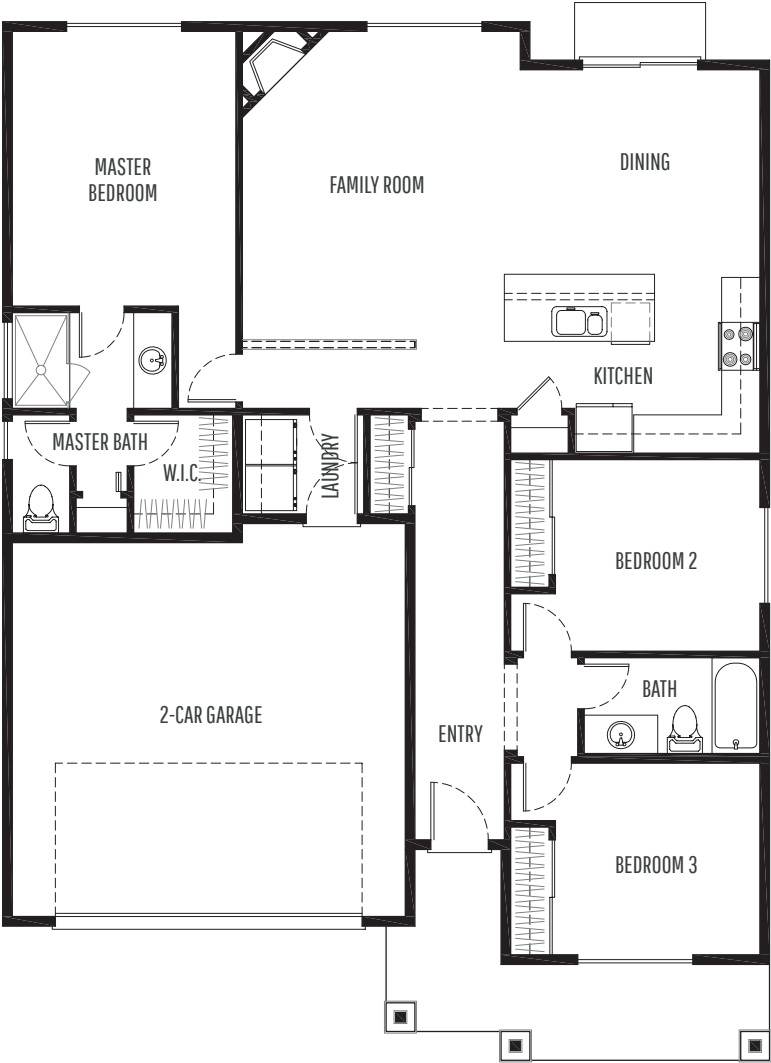 MASTER
BEDROOM
FAMILY ROOM
DINING
KITCHEN
MASTER BATH
W.I.C.
LAUNDRY
BEDROOM 2
BATH
2-CAR GARAGE
ENTRY
BEDROOM 3